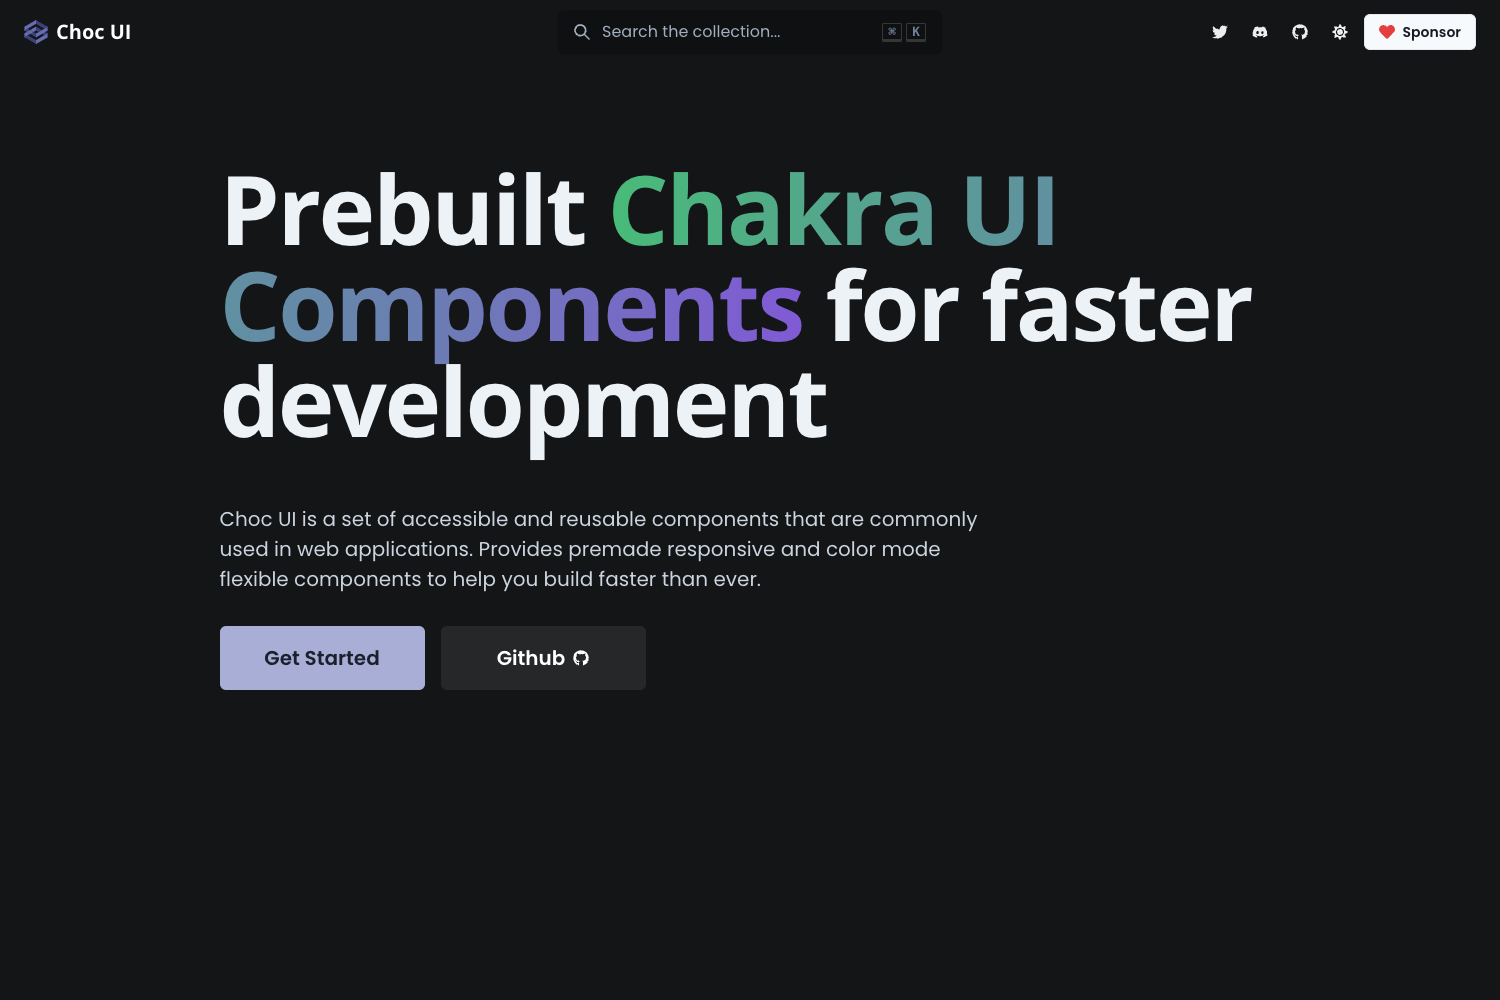 Choc UI
Search the collection...
⌘ K
Sponsor
Prebuilt Chakra UI
Components for faster
development
Choc UI is a set of accessible and reusable components that are commonly
used in web applications. Provides premade responsive and color mode
flexible components to help you build faster than ever.
Get Started
Github